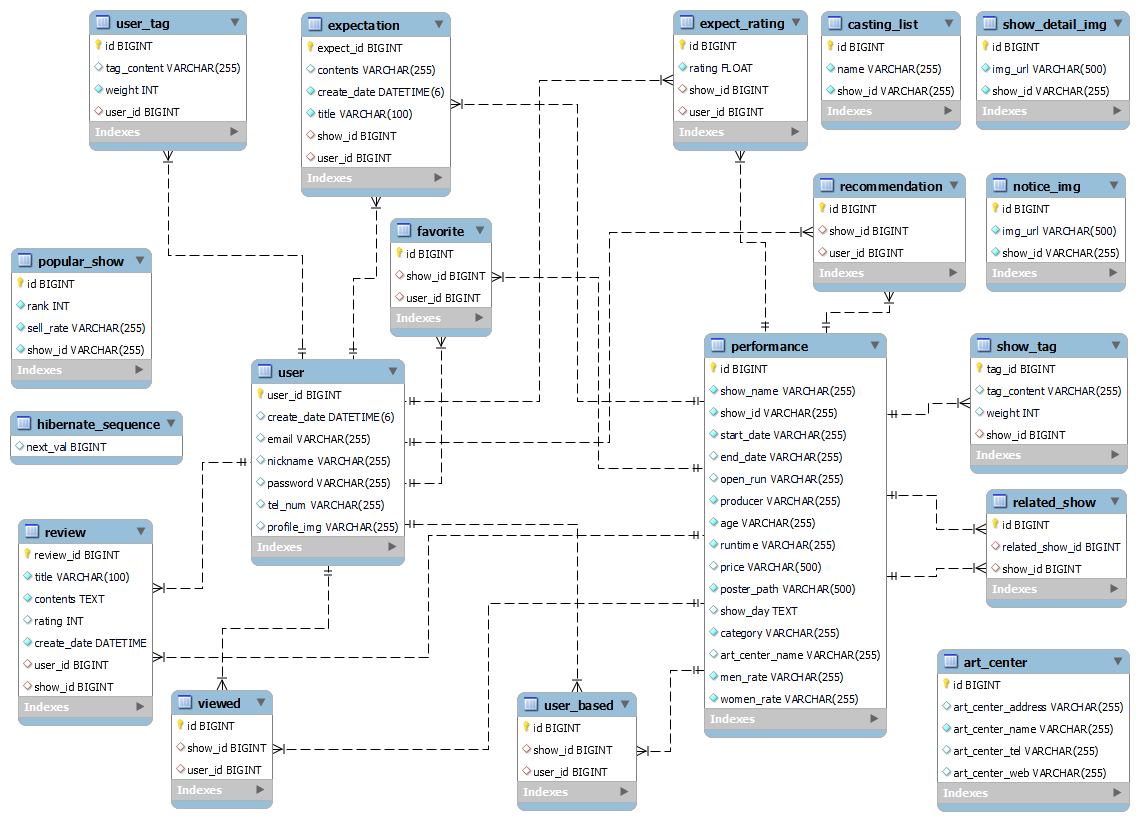 user_tag
id BIGINT
tag_content VARCHAR(255)
weight INT
user_id BIGINT
Indexes
expectation
expect_id BIGINT
contents VARCHAR(255)
create_date DATETIME(6)
title VARCHAR(100)
show_id BIGINT
user_id BIGINT
Indexes
expect_rating
id BIGINT
rating FLOAT
show_id BIGINT
user_id BIGINT
Indexes
casting_list
id BIGINT
name VARCHAR(255)
show_id VARCHAR(255)
Indexes
show_detail_img
id BIGINT
img_url VARCHAR(500)
show_id VARCHAR(255)
Indexes
recommendation
id BIGINT
show_id BIGINT
user_id BIGINT
Indexes
notice_img
id BIGINT
img_url VARCHAR(500)
show_id VARCHAR(255)
Indexes
favorite
id BIGINT
show_id BIGINT
user_id BIGINT
Indexes
popular_show
id BIGINT
rank INT
sell_rate VARCHAR(255)
show_id VARCHAR(255)
Indexes
hibernate_sequence
next_val BIGINT
user
user_id BIGINT
create_date DATETIME(6)
email VARCHAR(255)
nickname VARCHAR(255)
password VARCHAR(255)
tel_num VARCHAR(255)
profile_img VARCHAR(255)
Indexes
performance
id BIGINT
show_name VARCHAR(255)
show_id VARCHAR(255)
start_date VARCHAR(255)
end_date VARCHAR(255)
open_run VARCHAR(255)
producer VARCHAR(255)
age VARCHAR(255)
runtime VARCHAR(255)
price VARCHAR(500)
poster_path VARCHAR(500)
show_day TEXT
category VARCHAR(255)
art_center_name VARCHAR(255)
men_rate VARCHAR(255)
women_rate VARCHAR(255)
Indexes
show_tag
tag_id BIGINT
tag_content VARCHAR(255)
weight INT
show_id BIGINT
Indexes
related_show
id BIGINT
related_show_id BIGINT
show_id BIGINT
Indexes
review
review_id BIGINT
title VARCHAR(100)
contents TEXT
rating INT
create_date DATETIME
user_id BIGINT
show_id BIGINT
Indexes
viewed
id BIGINT
show_id BIGINT
user_id BIGINT
Indexes
user_based
id BIGINT
show_id BIGINT
user_id BIGINT
Indexes
art_center
id BIGINT
art_center_address VARCHAR(255)
art_center_name VARCHAR(255)
art_center_tel VARCHAR(255)
art_center_web VARCHAR(255)
Indexes